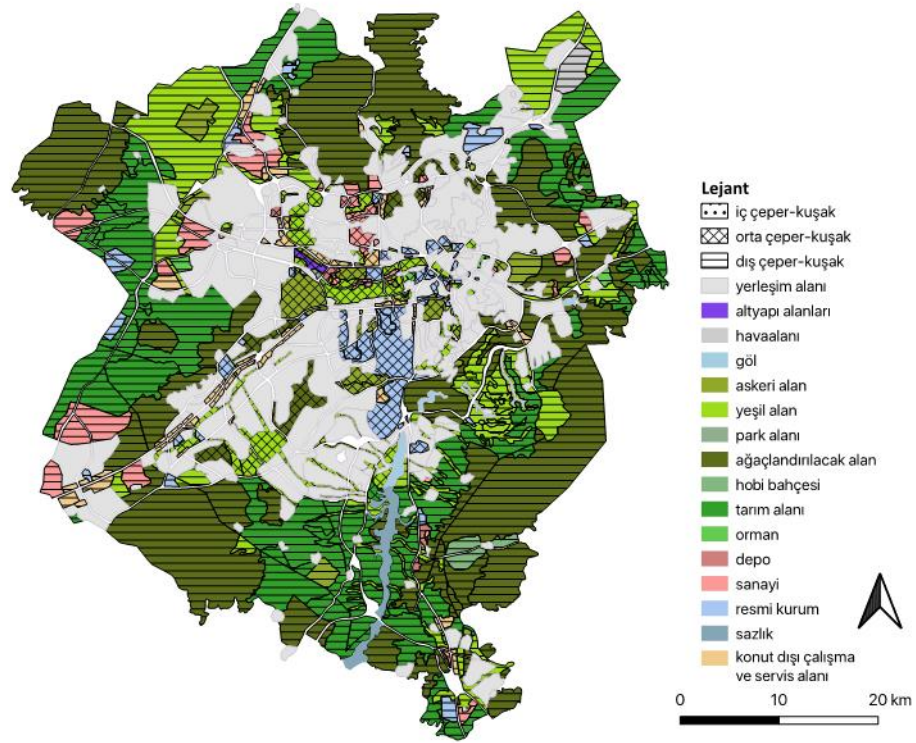 Lejant
iç çeper-kuşak
orta çeper-kuşak
dış çeper-kuşak
yerleşim alanı
altyapı alanları
havaalanı
göl
askeri alan
yeşil alan
park alanı
ağaçlandırılacak alan
hobi bahçesi
tarım alanı
orman
depo
sanayi
resmi kurum
sazlık
konut dışı çalışma
ve servis alanı
0 10 20 km